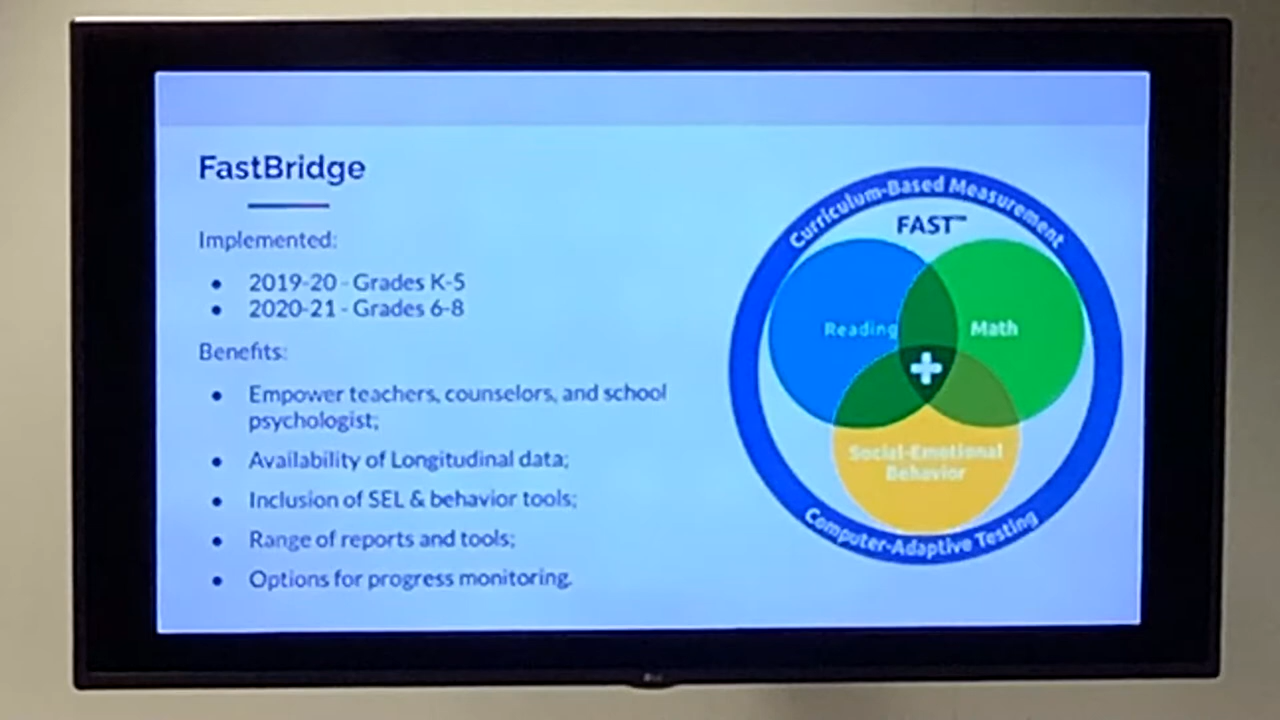 FastBridge
Implemented:
• 2019-20 - Grades K-5
• 2020-21 - Grades 6-8
Benefits:
• Empower teachers, counselors, and school
psychologist;
• Availability of Longitudinal data;
• Inclusion of SEL & behavior tools;
• Range of reports and tools;
• Options for progress monitoring.
Curriculum-Based Measurement
FAST™
Reading
Math
Social-Emotional
Behavior
Computer-Adaptive Testing
LG